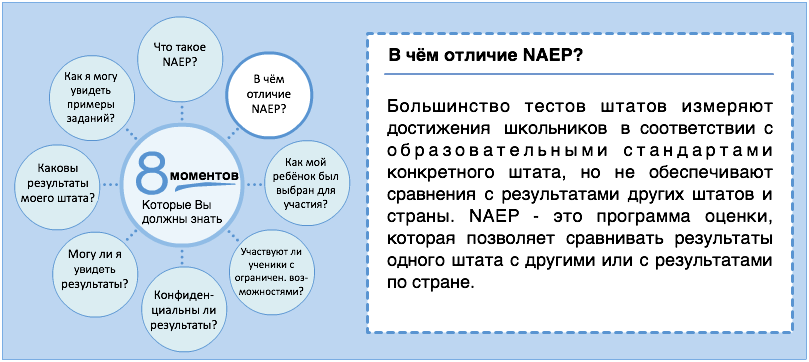 Что такое
NAEP?
В чём
отличие
NAEP?
Как мой
ребёнок был
выбран для
участия?
Участвуют ли
ученики с
ограничен. воз-
можностями?
Конфиден-
циальны ли
результаты?
Могу ли я
увидеть
результаты?
Каковы
результаты
моего штата?
Как я могу
увидеть
примеры
заданий?
8 моментов
Которые Вы
должны знать
В чём отличие NAEP?
Большинство тестов штатов измеряют
достижения школьников в соответствии с
образовательными стандартами
конкретного штата, но не обеспечивают
сравнения с результатами других штатов и
страны. NAEP - это программа оценки,
которая позволяет сравнивать результаты
одного штата с другими или с результатами
по стране.